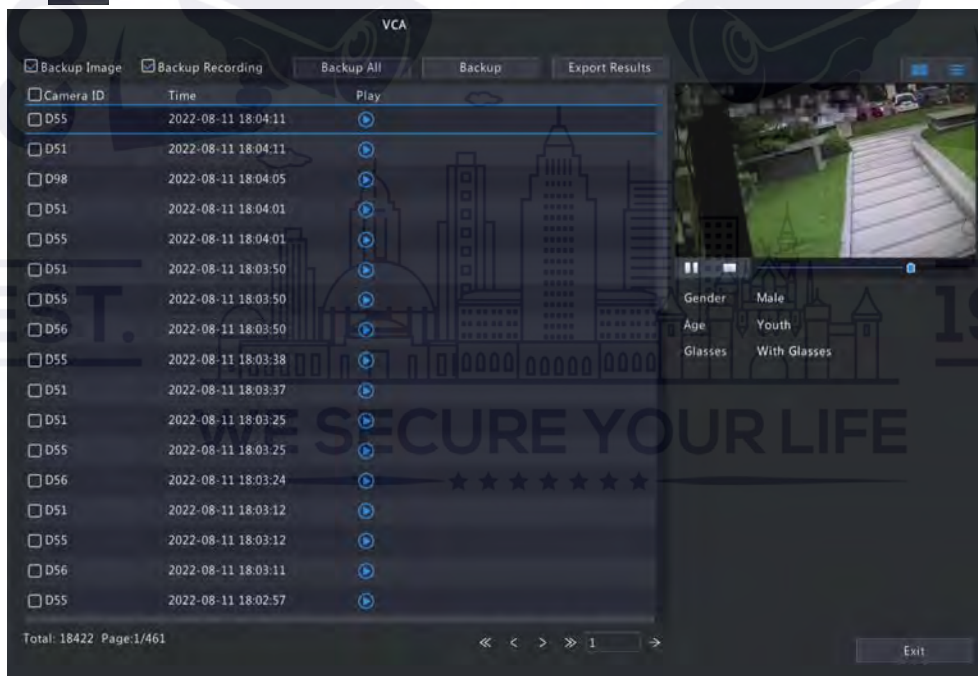 VCA
Backup Image Backup Recording Backup All Backup Export Results
Camera ID Time Play
D55 2022-08-11 18:04:11
D51 2022-08-11 18:04:11
D98 2022-08-11 18:04:05
D51 2022-08-11 18:04:01
D55 2022-08-11 18:04:01
D51 2022-08-11 18:03:50
D55 2022-08-11 18:03:50
D56 2022-08-11 18:03:50
D55 2022-08-11 18:03:38
D51 2022-08-11 18:03:37
D51 2022-08-11 18:03:25
D55 2022-08-11 18:03:25
D56 2022-08-11 18:03:24
D51 2022-08-11 18:03:12
D55 2022-08-11 18:03:12
D56 2022-08-11 18:03:11
D55 2022-08-11 18:02:57
Total: 18422 Page:1/461
1
Gender Male
Age Youth
Glasses With Glasses
Exit
EST.
WE SECURE YOUR LIFE